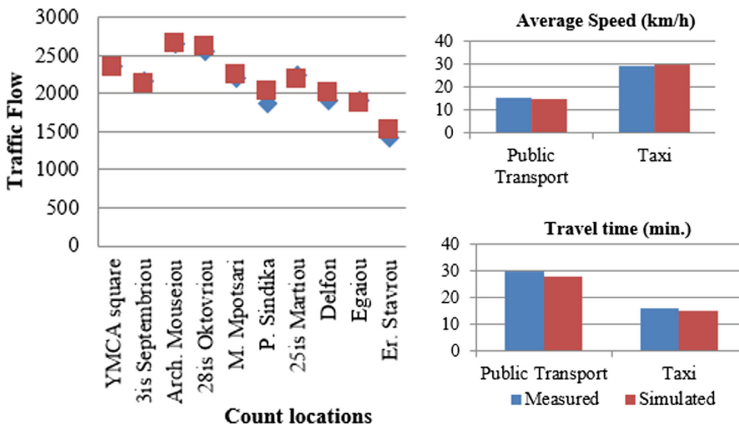 3000
2500
2000
1500
1000
500
0
Traffic Flow
YMCA square
3is Septembriou
Arch. Mouseiou
28is Oktovriou
M. Mpotsari
P. Sindika
25is Martiou
Delfon
Egaiou
Er. Stavrou
Count locations
Average Speed (km/h)
40
30
20
10
0
Public
Transport
Taxi
Travel time (min.)
40
30
20
10
0
Public Transport
Taxi
Measured
Simulated